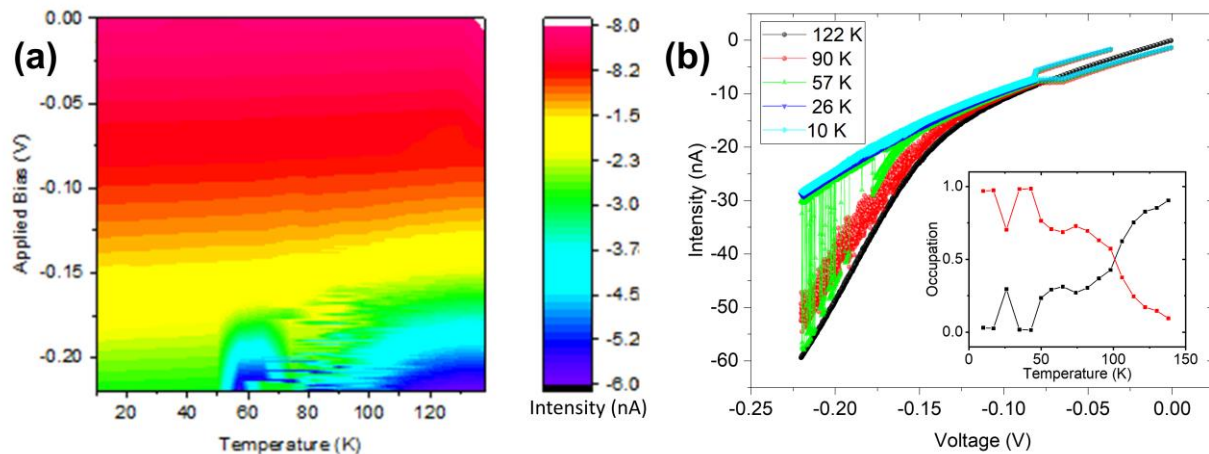 (a)
0.00
-0.05
-0.10
-0.15
-0.20
Applied Bias (V)
20 40 60 80 100 120
Temperature (K)
-8.0
-8.2
-8.4
-1.5
-2.3
-3.0
-3.7
-4.5
-5.2
-6.0
Intensity (nA)
(b)
122 K
90 K
57 K
26 K
10 K
0
-10
-20
-30
-40
-50
-60
Intensity (nA)
-0.25 -0.20 -0.15 -0.10 -0.05 0.00
Voltage (V)
1.0
0.5
0.0
Occupation
0 50 100 150
Temperature (K)